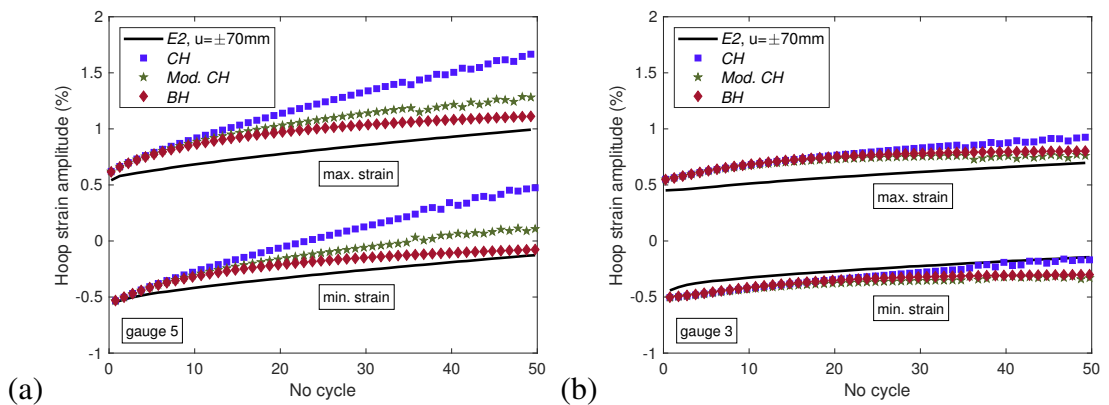 2
1.5
1
0.5
0
-0.5
-1
Hoop strain amplitude (%)
E2, u=±70mm
CH
Mod. CH
BH
max. strain
min. strain
gauge 5
0 10 20 30 40 50
No cycle
(a)
2
1.5
1
0.5
0
-0.5
-1
Hoop strain amplitude (%)
E2, u=±70mm
CH
Mod. CH
BH
max. strain
min. strain
gauge 3
0 10 20 30 40 50
No cycle
(b)